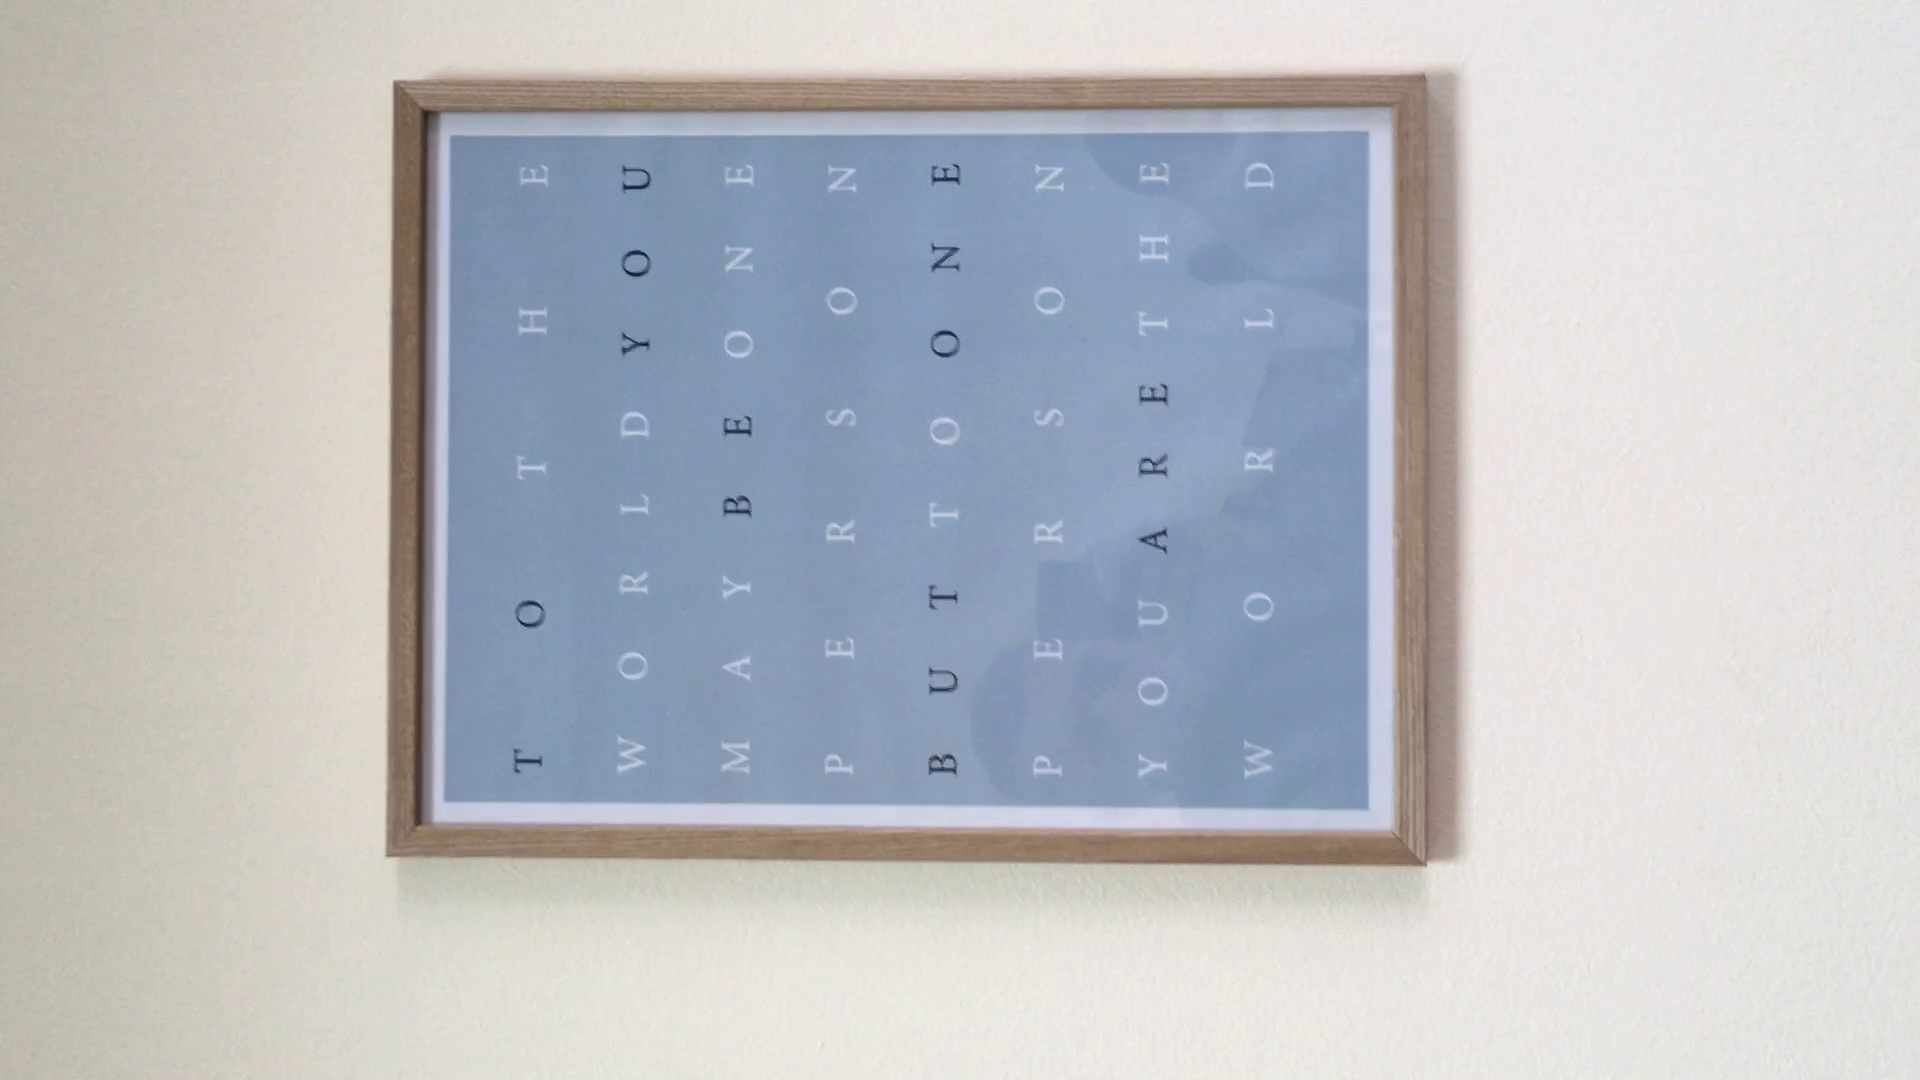 TO THE
WORLD YOU
MAY BE ONE
PERSON
BUT TO ONE
PERSON
YOU ARE THE
WORLD